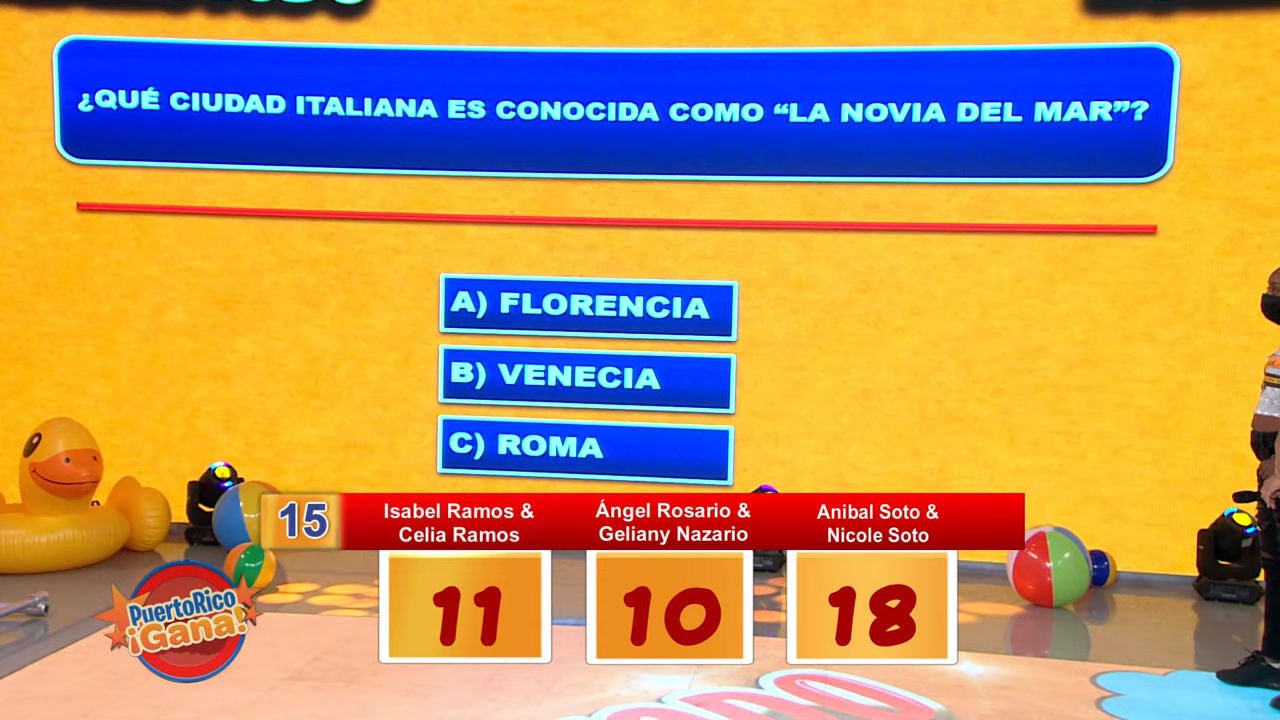 ¿QUÉ CIUDAD ITALIANA ES CONOCIDA COMO “LA NOVIA DEL MAR”?
A) FLORENCIA
B) VENECIA
C) ROMA
15
Isabel Ramos &
Celia Ramos
Ángel Rosario &
Geliany Nazario
Anibal Soto &
Nicole Soto
11
10
18
PuertoRico
¡Gana!